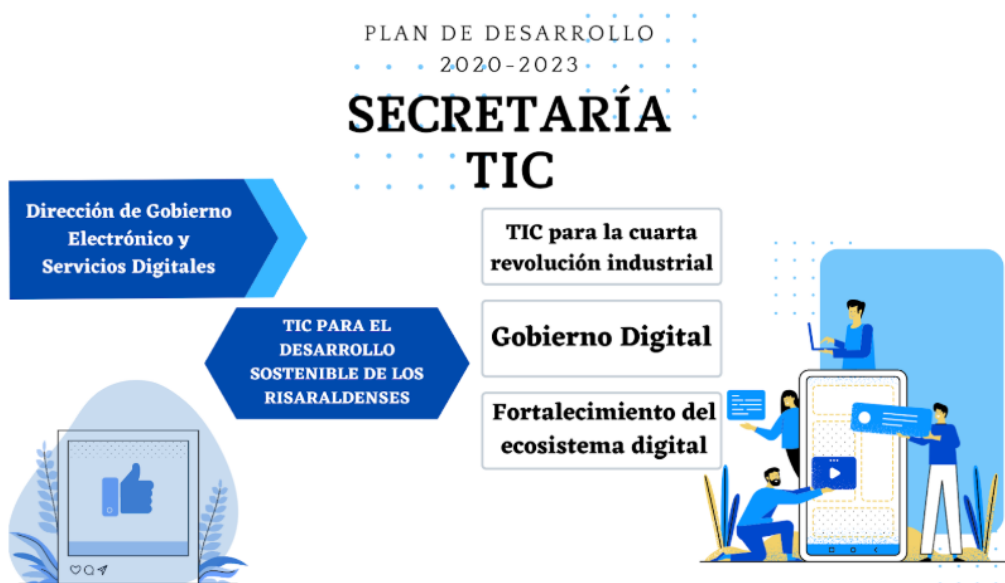 PLAN DE DESARROLLO
2020-2023
SECRETARÍA
TIC
Dirección de Gobierno
Electrónico y
Servicios Digitales
TIC PARA EL
DESARROLLO
SOSTENIBLE DE LOS
RISARALDENSES
TIC para la cuarta
revolución industrial
Gobierno Digital
Fortalecimiento del
ecosistema digital